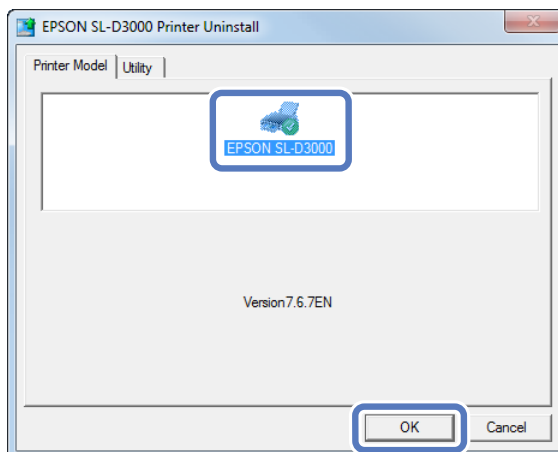 EPSON SL-D3000 Printer Uninstall
Printer Model Utility
EPSON SL-D3000
Version7.6.7EN
OK Cancel